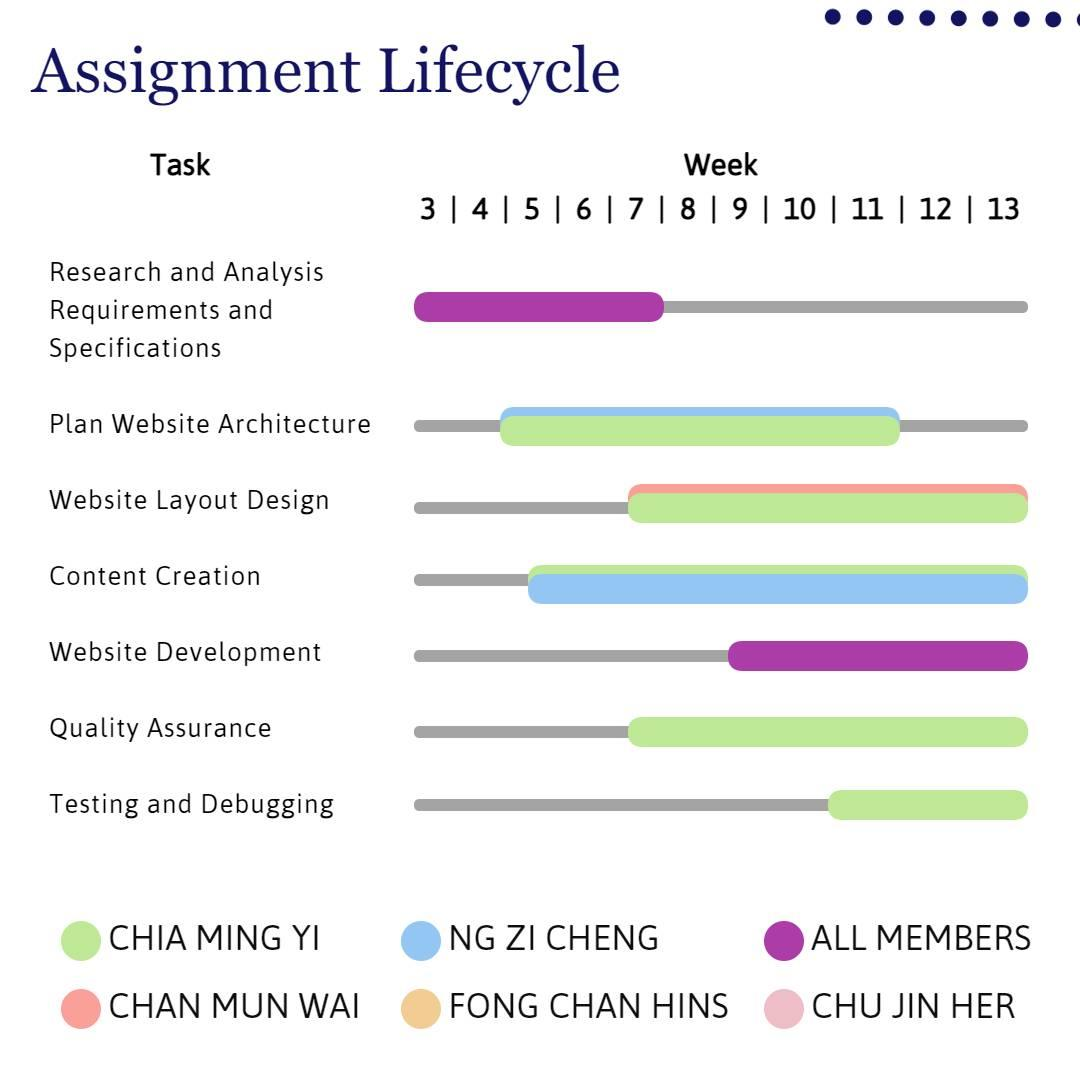 Assignment Lifecycle
Task
Week
3 | 4 | 5 | 6 | 7 | 8 | 9 | 10 | 11 | 12 | 13
Research and Analysis
Requirements and
Specifications
Plan Website Architecture
Website Layout Design
Content Creation
Website Development
Quality Assurance
Testing and Debugging
CHIA MING YI
NG ZI CHENG
ALL MEMBERS
CHAN MUN WAI
FONG CHAN HINS
CHU JIN HER